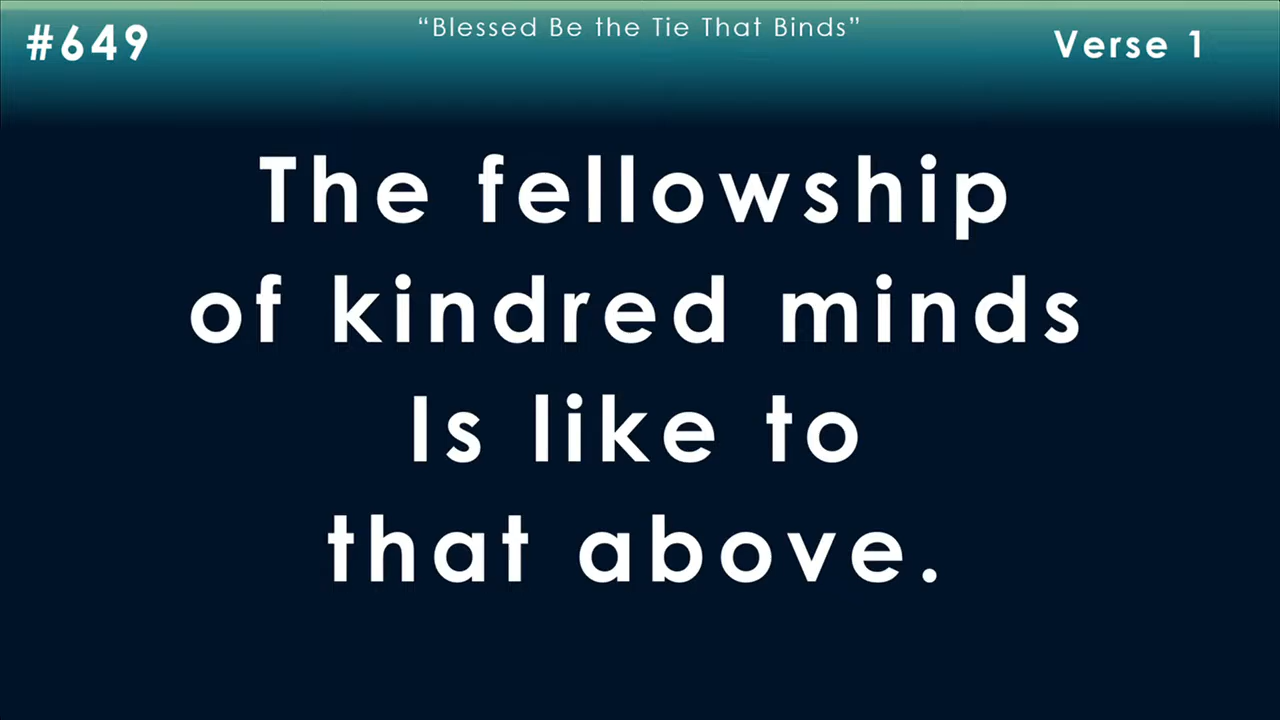 #649
“Blessed Be the Tie That Binds”
Verse 1
The fellowship
of kindred minds
Is like to
that above.